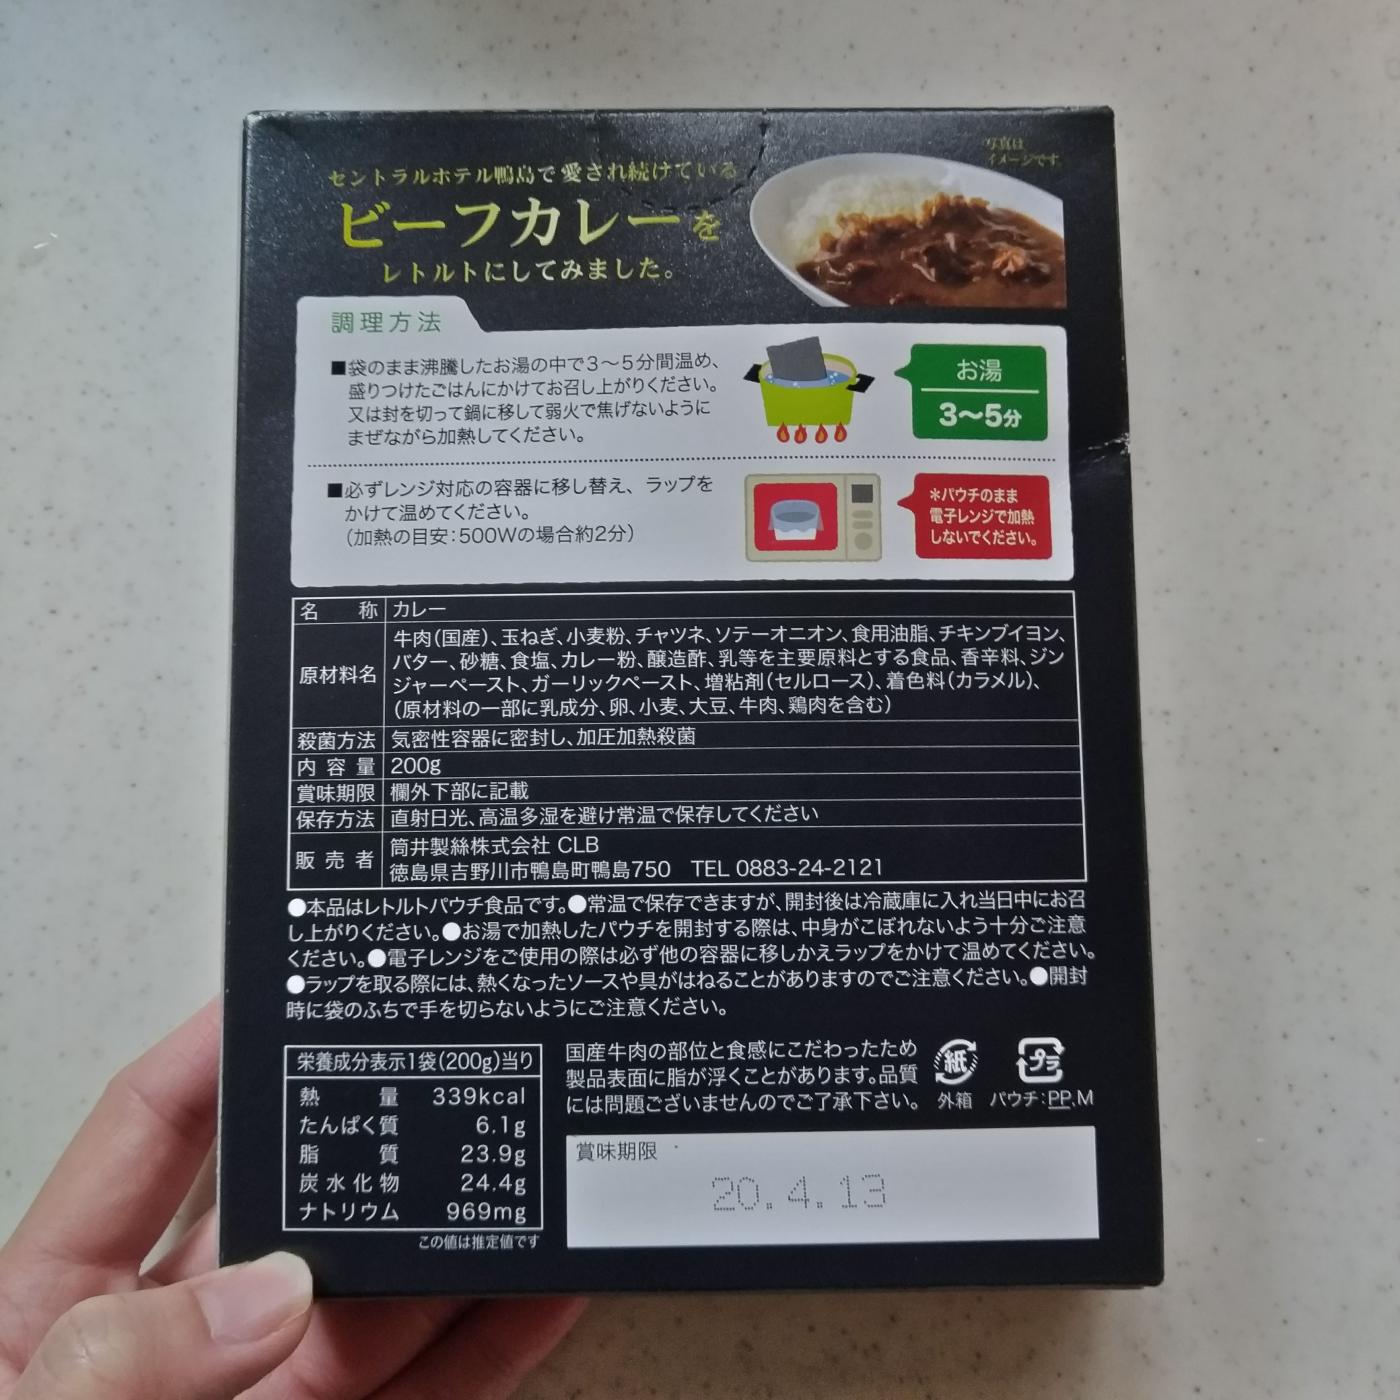 セントラルホテル鴨島で愛され続けている
ビーフカレーを
レトルトにしてみました。
写真は
イメージです。
調理方法
■袋のまま沸騰したお湯の中で3〜5分間温め、
盛りつけたごはんにかけてお召し上がりください。
又は封を切って鍋に移して弱火で焦げないように
まぜながら加熱してください。
お湯
3〜5分
■必ずレンジ対応の容器に移し替え、ラップを
かけて温めてください。
(加熱の目安:500Wの場合約2分)
*パウチのまま
電子レンジで加熱
しないでください。
名称 カレー
原材料名 牛肉(国産)、玉ねぎ、小麦粉、チャツネ、ソテーオニオン、食用油脂、チキンブイヨン、
バター、砂糖、食塩、カレー粉、醸造酢、乳等を主要原料とする食品、香辛料、ジン
ジャーペースト、ガーリックペースト、増粘剤(セルロース)、着色料(カラメル)、
(原材料の一部に乳成分、卵、小麦、大豆、牛肉、鶏肉を含む)
殺菌方法 気密性容器に密封し、加圧加熱殺菌
内容量 200g
賞味期限 欄外下部に記載
保存方法 直射日光、高温多湿を避け常温で保存してください
販売者 筒井製絲株式会社 CLB
徳島県吉野川市鴨島町鴨島750 TEL 0883-24-2121
●本品はレトルトパウチ食品です。●常温で保存できますが、開封後は冷蔵庫に入れ当日中にお召
し上がりください。●お湯で加熱したパウチを開封する際は、中身がこぼれないよう十分ご注意
ください。●電子レンジをご使用の際は必ず他の容器に移しかえラップをかけて温めてください。
●ラップを取る際には、熱くなったソースや具がはねることがありますのでご注意ください。●開封
時に袋のふちで手を切らないようにご注意ください。
栄養成分表示1袋(200g)当り
熱量 339kcal
たんぱく質 6.1g
脂質 23.9g
炭水化物 24.4g
ナトリウム 969mg
この値は推定値です
国産牛肉の部位と食感にこだわったため
製品表面に脂が浮くことがあります。品質
には問題ございませんのでご了承下さい。
紙
外箱
プラ
パウチ:PP、M
賞味期限
20.4.13